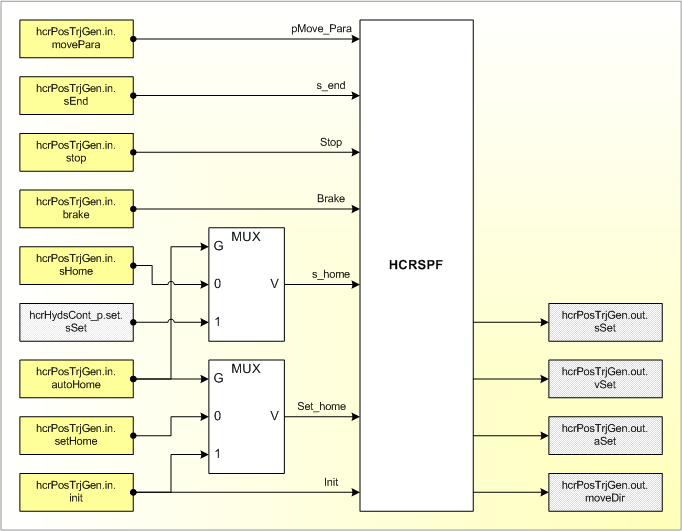 hcrPosTrjGen.in.
movePara
pMove_Para
hcrPosTrjGen.in.
sEnd
s_end
hcrPosTrjGen.in.
stop
Stop
hcrPosTrjGen.in.
brake
Brake
hcrPosTrjGen.in.
sHome
hcrHydsCont_p.set.
sSet
MUX
G
0
V
1
s_home
HCRSPF
hcrPosTrjGen.in.
autoHome
hcrPosTrjGen.in.
setHome
MUX
G
0
V
1
Set_home
hcrPosTrjGen.in.
init
Init
hcrPosTrjGen.out.
sSet
hcrPosTrjGen.out.
vSet
hcrPosTrjGen.out.
aSet
hcrPosTrjGen.out.
moveDir